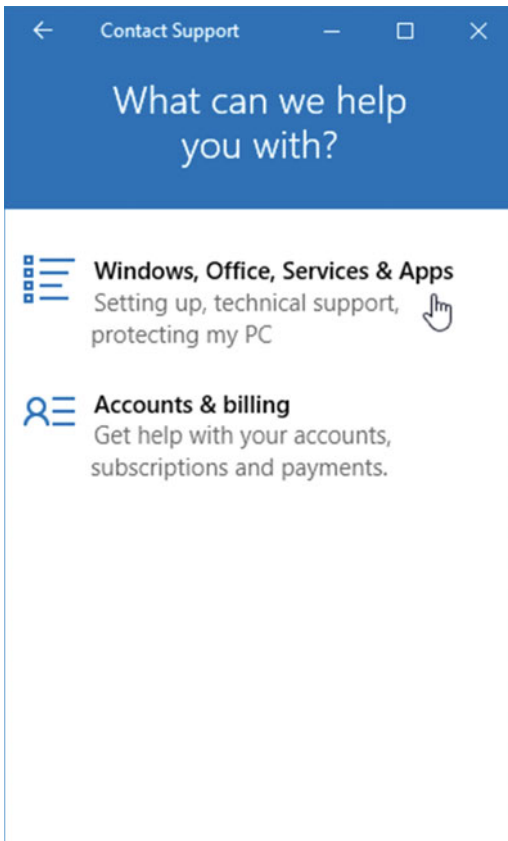 Contact Support
What can we help
you with?
Windows, Office, Services & Apps
Setting up, technical support,
protecting my PC
Accounts & billing
Get help with your accounts,
subscriptions and payments.